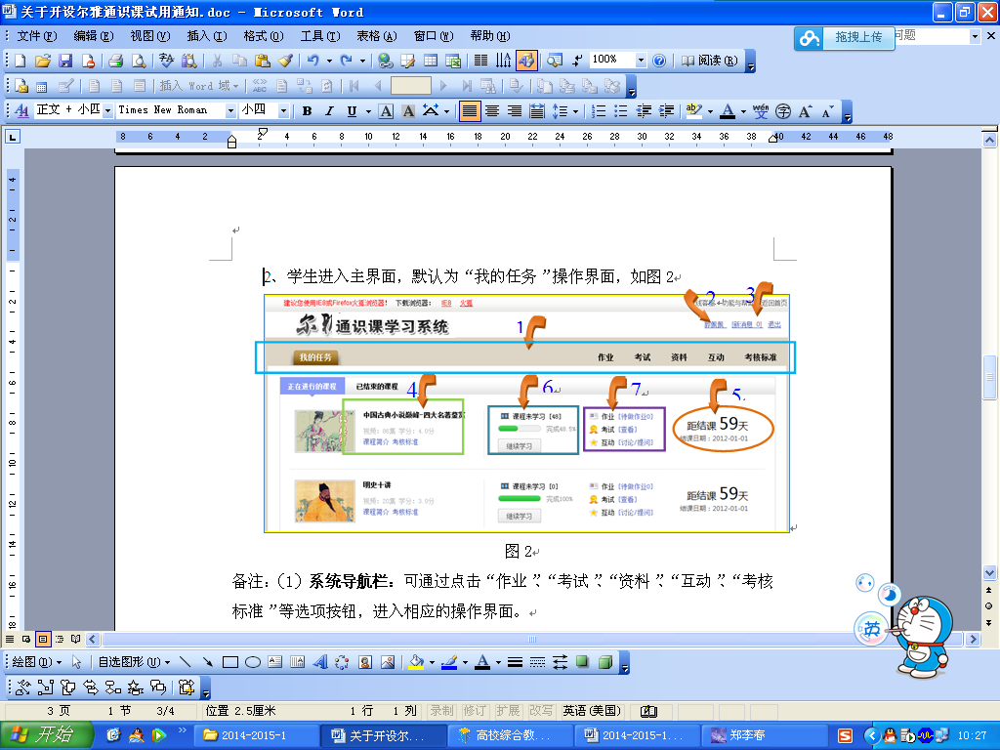 关于开设尔雅通识课试用通知.doc - Microsoft Word
文件(F) 编辑(E) 视图(V) 插入(I) 格式(O) 工具(T) 表格(A) 窗口(W) 帮助(H)
拖拽上传
问题
100%
阅读(R)
插入 Word 域
正文 + 小四 Times New Roman 小四
B I U A A
8 6 4 2 2 4 6 8 10 12 14 16 18 20 22 24 26 28 30 32 34 36 38 40 42 44 46 48
2、学生进入主界面，默认为“我的任务”操作界面，如图 2
建议您使用IE8或Firefox火狐浏览器！ 下载浏览器： IE8 火狐
返回首页
尔雅通识课学习系统
1 2 3
[新消息 0] 退出
我的任务 作业 考试 资料 互动 考核标准
正在进行的课程 已结束的课程
4 6 7 5
中国古典小说巅峰-四大名著鉴赏
视频：86集 学分：4.0分
课程简介 考核标准
课程未学习 [48]
完成48.5%
继续学习
作业 [待做作业0]
考试 [查看]
互动 [讨论/提问]
距结课 59天
结课日期：2012-01-01
明史十讲
视频：20集 学分：3.0分
课程简介 考核标准
课程未学习 [0]
完成100%
继续学习
作业 [待做作业0]
考试 [查看]
互动 [讨论/提问]
距结课 59天
结课日期：2012-01-01
图 2
备注：（1）系统导航栏：可通过点击“作业”、“考试”、“资料”、“互动”、“考核
标准”等选项按钮，进入相应的操作界面。
英
绘图(D) 自选图形(U)
3 页 1 节 3/4 位置 2.5厘米 1 行 1 列 录制 修订 扩展 改写 英语(美国)
开始 2014-2015-1 关于开设尔... 高校综合教... 2014-2015-1... 郑李春 10:27